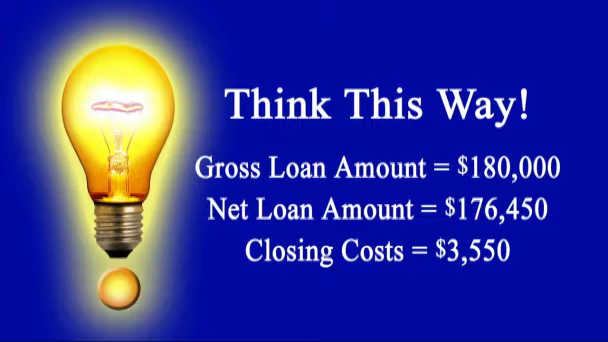 Think This Way!
Gross Loan Amount = $180,000
Net Loan Amount = $176,450
Closing Costs = $3,550